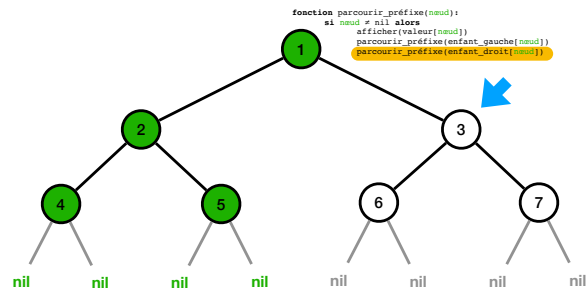 fonction parcourir_préfixe(nœud):
si nœud ≠ nil alors
afficher(valeur[nœud])
parcourir_préfixe(enfant_gauche[nœud])
parcourir_préfixe(enfant_droit[nœud])
1
2
3
4
5
6
7
nil
nil
nil
nil
nil
nil
nil
nil